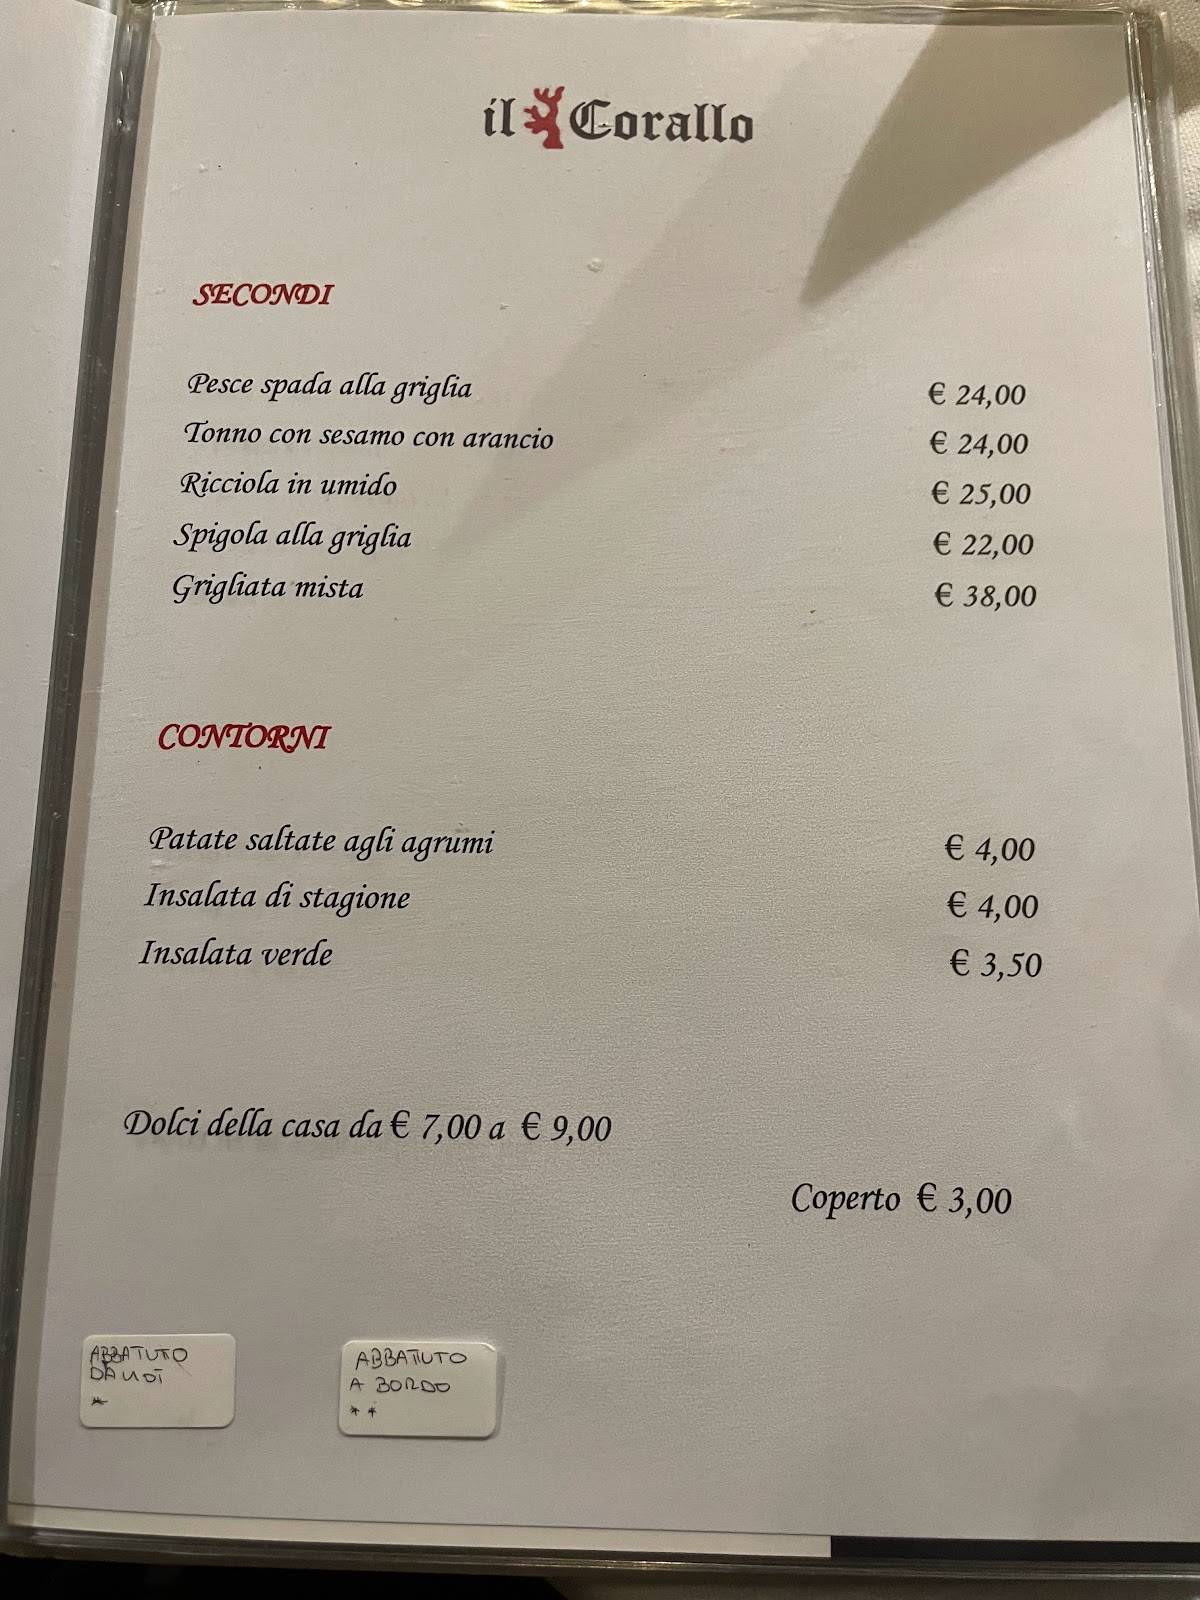 il Corallo
SECONDI
Pesce spada alla griglia € 24,00
Tonno con sesamo con arancio € 24,00
Ricciola in umido € 25,00
Spigola alla griglia € 22,00
Grigliata mista € 38,00
CONTORNI
Patate saltate agli agrumi € 4,00
Insalata di stagione € 4,00
Insalata verde € 3,50
Dolci della casa da € 7,00 a € 9,00
Coperto € 3,00
ABBATUTO
DA NOI
*
ABBATTUTO
A BORDO
* *